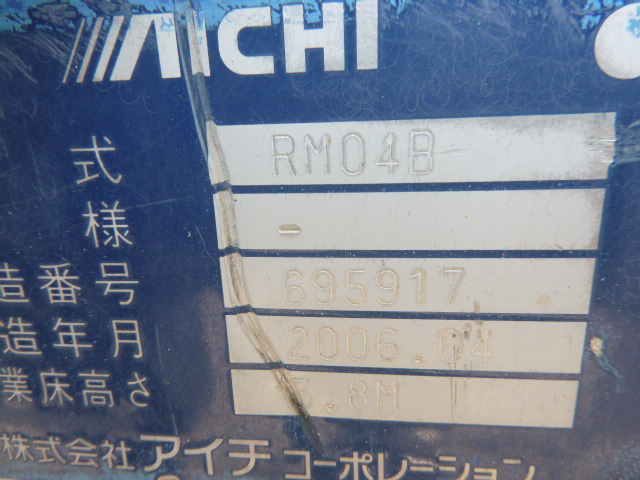 AICHI
式 RM04B
様 -
造番号 695917
造年月 2006.04
業床高さ 3.8M
株式会社 アイチ コーポレーション